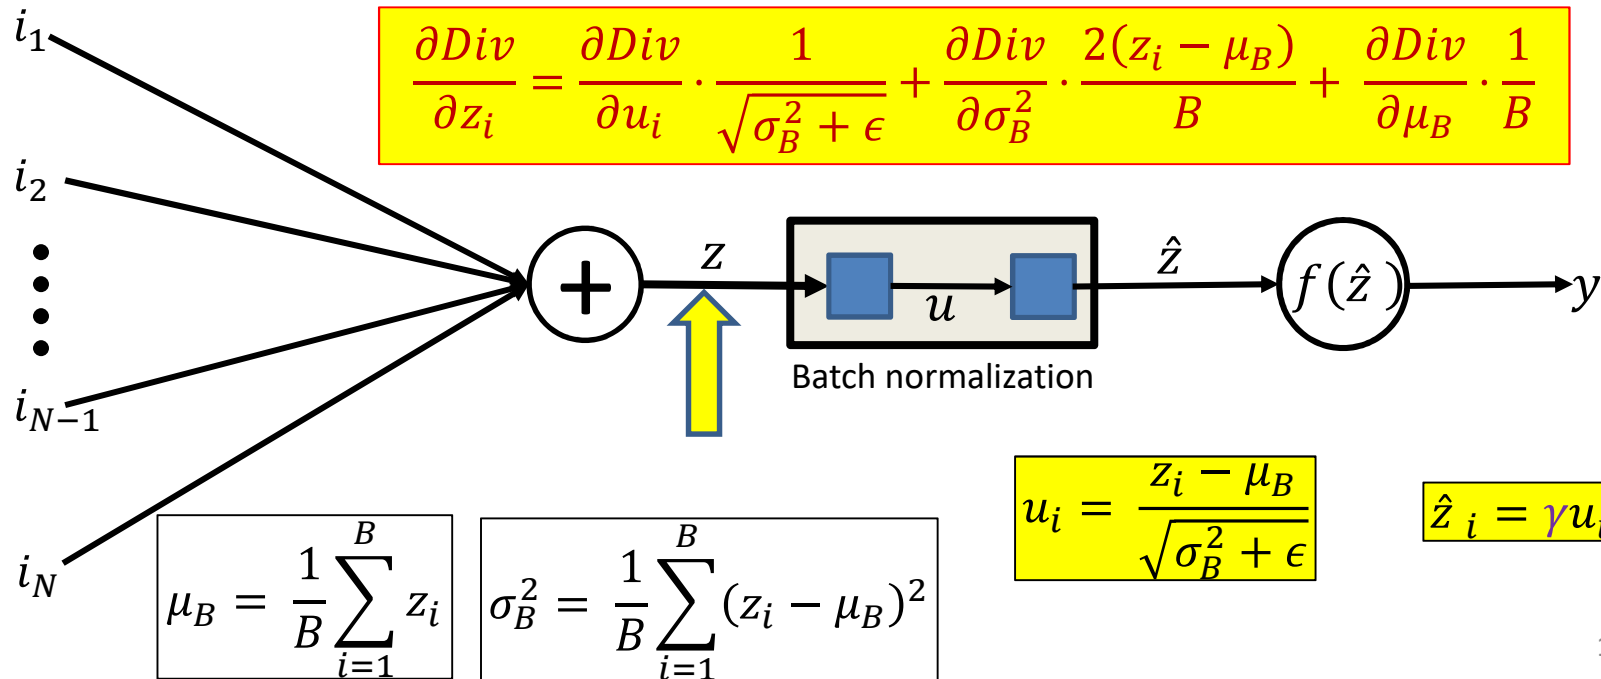 i_1
∂Div/∂z_i = ∂Div/∂u_i · 1/√(σ_B^2 + ϵ) + ∂Div/∂σ_B^2 · 2(z_i − μ_B)/B + ∂Div/∂μ_B · 1/B
i_2
+ z u ẑ f(ẑ ) y
Batch normalization
i_{N−1}
i_N
μ_B = 1/B ∑_{i=1}^{B} z_i
σ_B^2 = 1/B ∑_{i=1}^{B} (z_i − μ_B)^2
u_i = (z_i − μ_B)/√(σ_B^2 + ϵ)
ẑ_i = γu_i